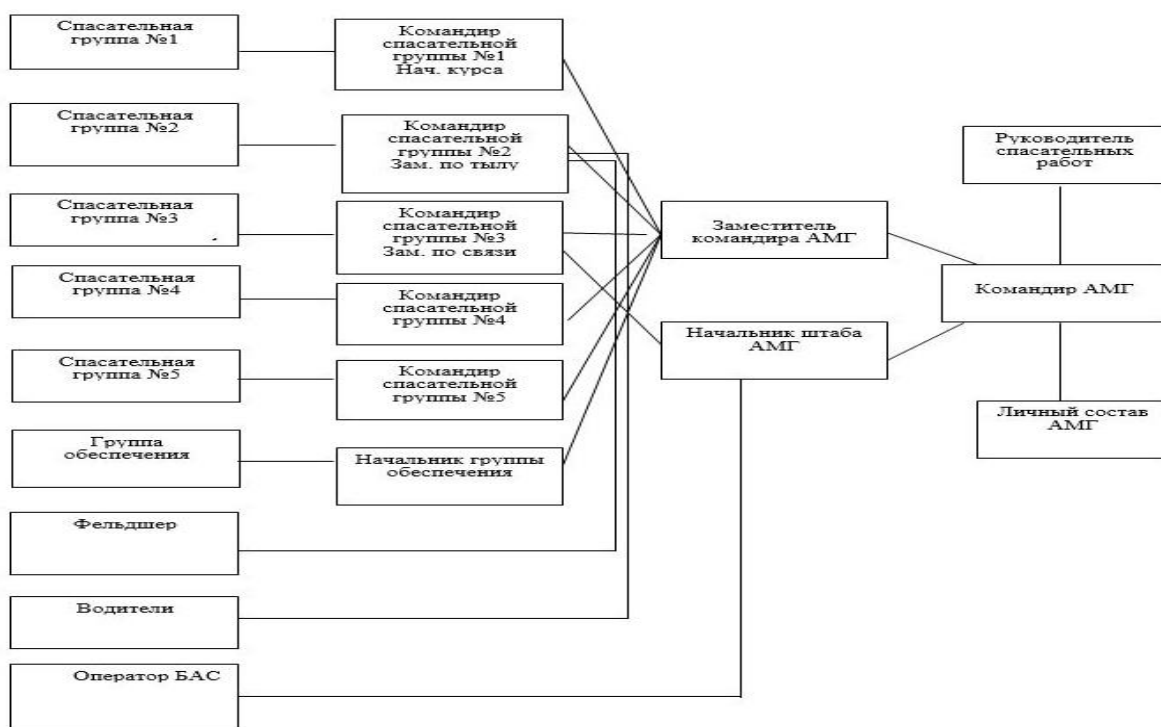 Спасательная
группа №1
Спасательная
группа №2
Спасательная
группа №3
Спасательная
группа №4
Спасательная
группа №5
Группа
обеспечения
Фельдшер
Водители
Оператор БАС
Командир
спасательной
группы №1
Нач. курса
Командир
спасательной
группы №2
Зам. по тылу
Командир
спасательной
группы №3
Зам. по связи
Командир
спасательной
группы №4
Командир
спасательной
группы №5
Начальник группы
обеспечения
Заместитель
командира АМГ
Начальник штаба
АМГ
Руководитель
спасательных
работ
Командир АМГ
Личный состав
АМГ